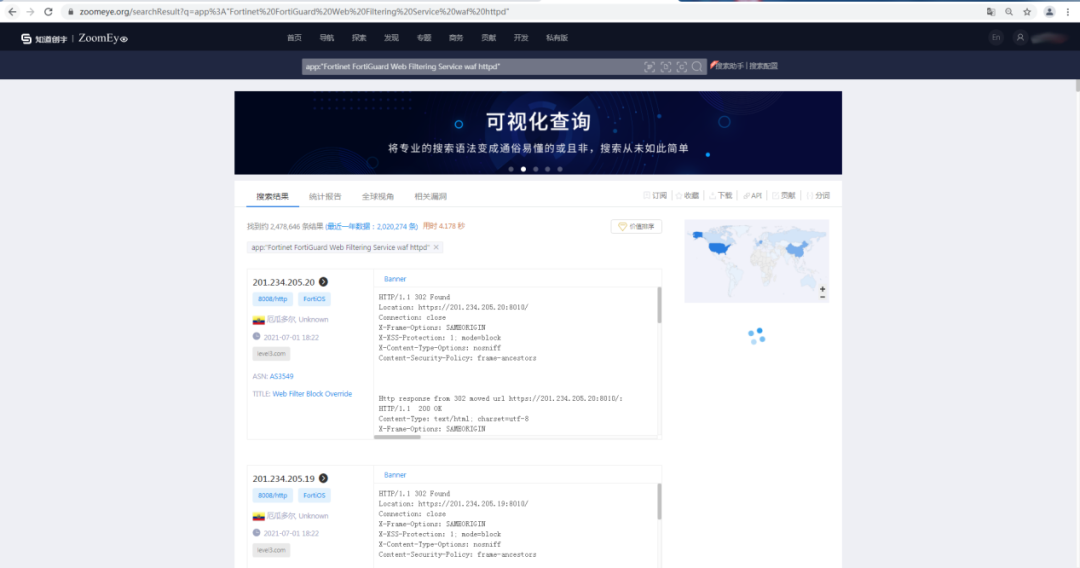 zoomeye.org/searchResult?q=app%3A"Fortinet%20FortiGuard%20Web%20Filtering%20Service%20waf%20httpd"
知道创宇 | ZoomEye
首页 导航 探索 发现 专题 商务 贡献 开发 私有版
En
app:"Fortinet FortiGuard Web Filtering Service waf httpd"
搜索助手 | 搜索配置
可视化查询
将专业的搜索语法变成通俗易懂的或且非，搜索从未如此简单
搜索结果 统计报告 全球视角 相关漏洞
订阅 收藏 下载 API 贡献 分词
找到约 2,478,646 条结果 (最近一年数据：2,020,274 条) 用时 4.178 秒
价值排序
app:"Fortinet FortiGuard Web Filtering Service waf httpd" ×
+
−
201.234.205.20
8008/http FortiOS
厄瓜多尔, Unknown
2021-07-01 18:22
level3.com
ASN: AS3549
TITLE: Web Filter Block Override
Banner
HTTP/1.1 302 Found
Location: https://201.234.205.20:8010/
Connection: close
X-Frame-Options: SAMEORIGIN
X-XSS-Protection: 1; mode=block
X-Content-Type-Options: nosniff
Content-Security-Policy: frame-ancestors
Http response from 302 moved url https://201.234.205.20:8010/:
HTTP/1.1 200 OK
Content-Type: text/html; charset=utf-8
X-Frame-Options: SAMEORIGIN
201.234.205.19
8008/http FortiOS
厄瓜多尔, Unknown
2021-07-01 18:22
level3.com
Banner
HTTP/1.1 302 Found
Location: https://201.234.205.19:8010/
Connection: close
X-Frame-Options: SAMEORIGIN
X-XSS-Protection: 1; mode=block
X-Content-Type-Options: nosniff
Content-Security-Policy: frame-ancestors